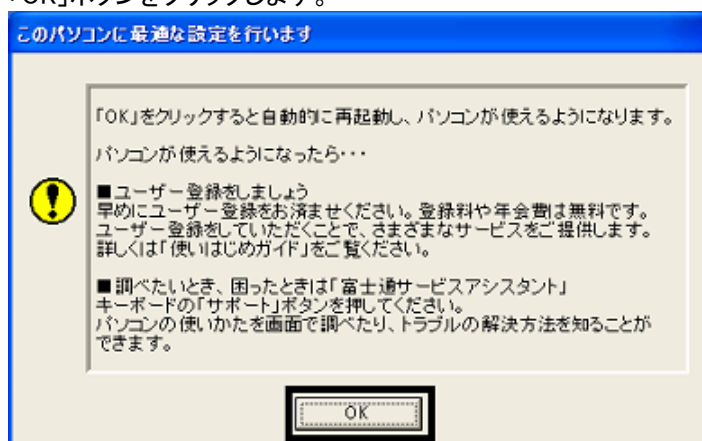 「OK」ボタンをクリックします。
このパソコンに最適な設定を行います
「OK」をクリックすると自動的に再起動し、パソコンが使えるようになります。
パソコンが使えるようになったら・・・
■ユーザー登録をしましょう
早めにユーザー登録をお済ませください。登録料や年会費は無料です。
ユーザー登録をしていただくことで、さまざまなサービスをご提供します。
詳しくは「使いはじめガイド」をご覧ください。
■調べたいとき、困ったときは「富士通サービスアシスタント」
キーボードの「サポート」ボタンを押してください。
パソコンの使いかたを画面で調べたり、トラブルの解決方法を知ることが
できます。
OK